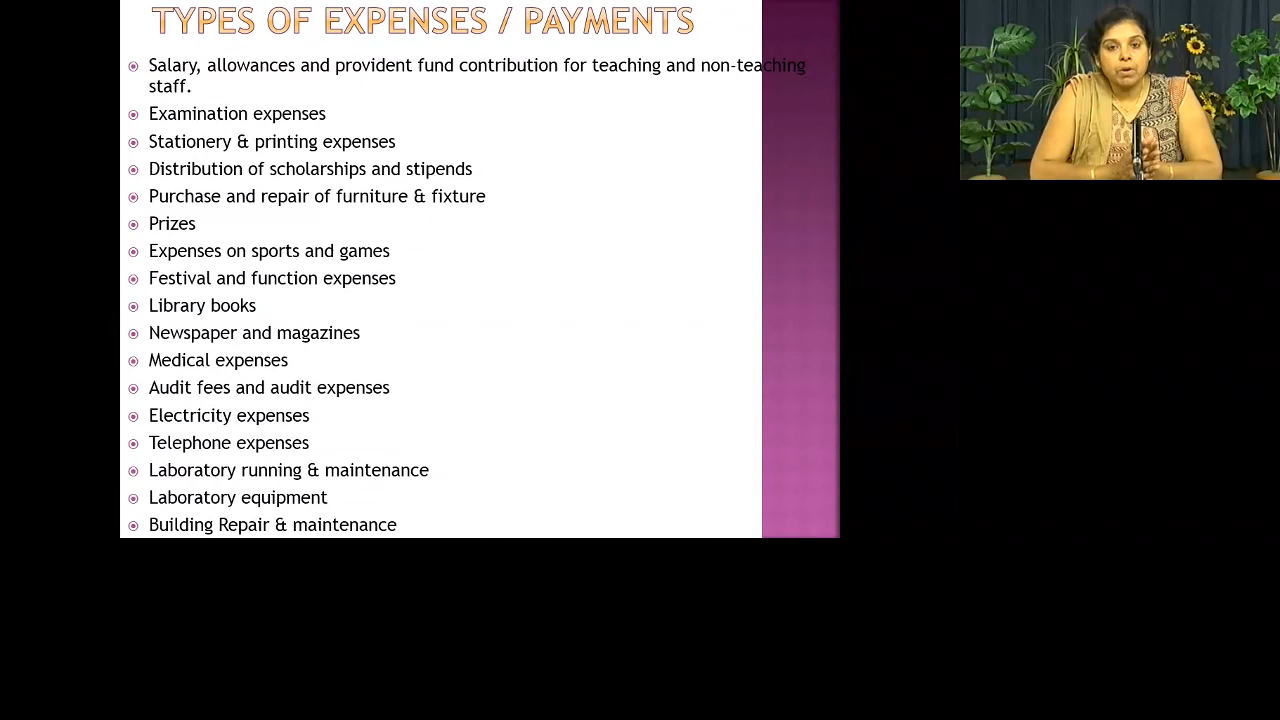 TYPES OF EXPENSES / PAYMENTS
Salary, allowances and provident fund contribution for teaching and non-teaching
staff.
Examination expenses
Stationery & printing expenses
Distribution of scholarships and stipends
Purchase and repair of furniture & fixture
Prizes
Expenses on sports and games
Festival and function expenses
Library books
Newspaper and magazines
Medical expenses
Audit fees and audit expenses
Electricity expenses
Telephone expenses
Laboratory running & maintenance
Laboratory equipment
Building Repair & maintenance